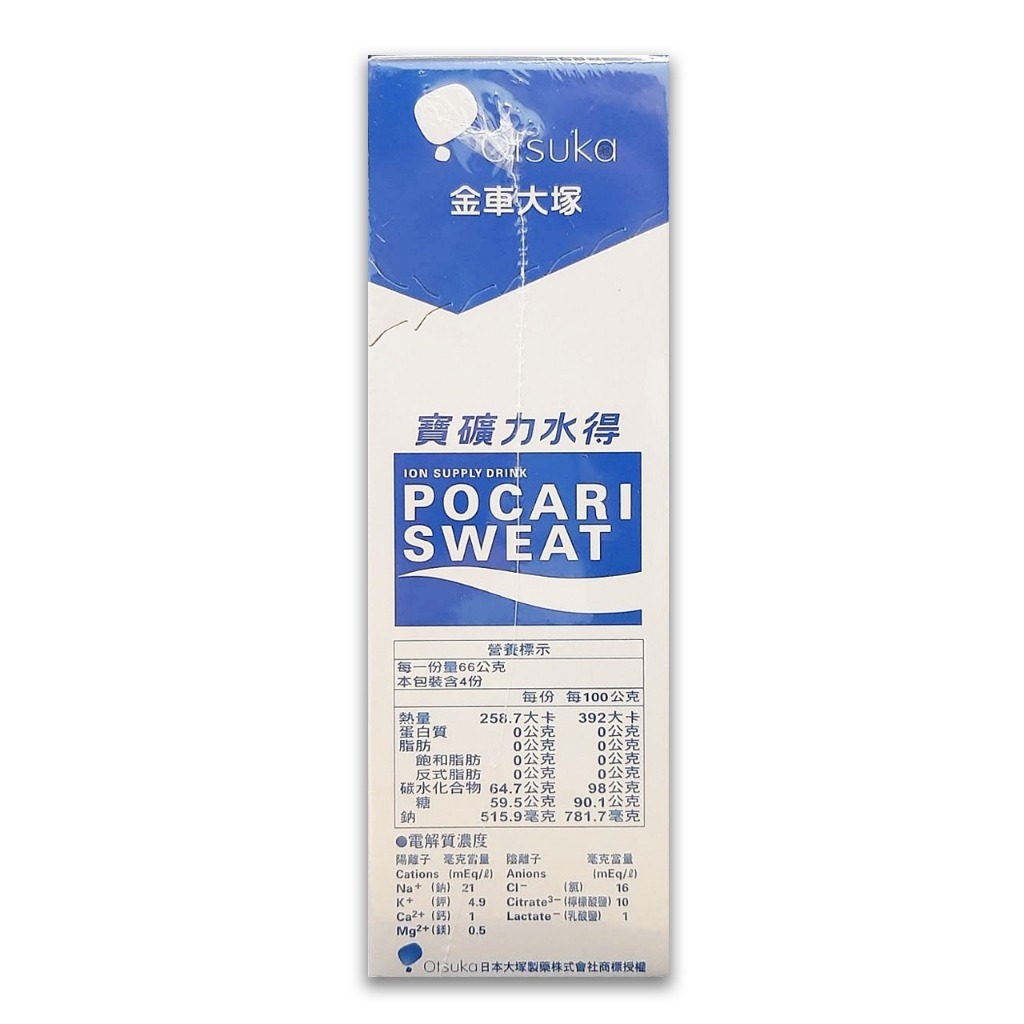 Otsuka
金車大塚
寶礦力水得
ION SUPPLY DRINK
POCARI
SWEAT
營養標示
每一份量66公克
本包裝含4份
每份 每100公克
熱量 258.7大卡 392大卡
蛋白質 0公克 0公克
脂肪 0公克 0公克
飽和脂肪 0公克 0公克
反式脂肪 0公克 0公克
碳水化合物 64.7公克 98公克
糖 59.5公克 90.1公克
鈉 515.9毫克 781.7毫克
●電解質濃度
陽離子 毫克當量 陰離子 毫克當量
Cations (mEq/ℓ) Anions (mEq/ℓ)
Na⁺ (鈉) 21 Cl⁻ (氯) 16
K⁺ (鉀) 4.9 Citrate³⁻ (檸檬酸鹽) 10
Ca²⁺ (鈣) 1 Lactate⁻ (乳酸鹽) 1
Mg²⁺ (鎂) 0.5
Otsuka 日本大塚製藥株式會社商標授權